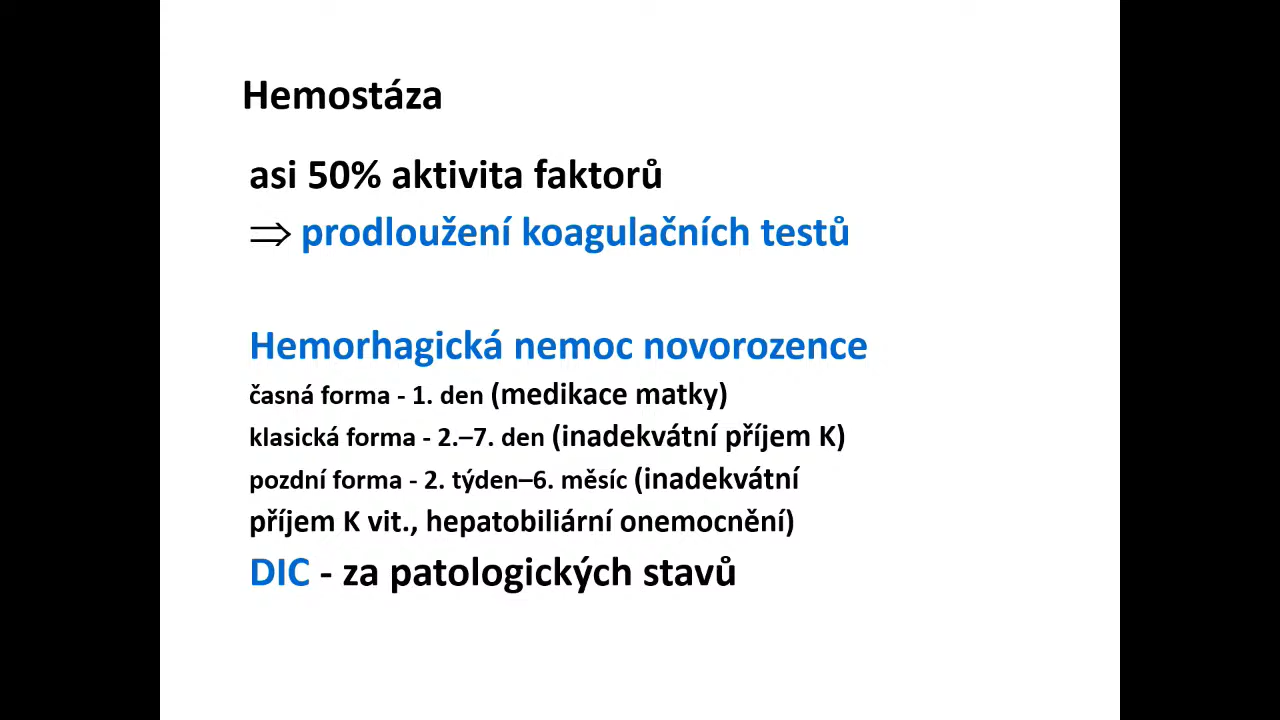 Hemostáza
asi 50% aktivita faktorů
⇒ prodloužení koagulačních testů
Hemorhagická nemoc novorozence
časná forma - 1. den (medikace matky)
klasická forma - 2.–7. den (inadekvátní příjem K)
pozdní forma - 2. týden–6. měsíc (inadekvátní
příjem K vit., hepatobiliární onemocnění)
DIC - za patologických stavů